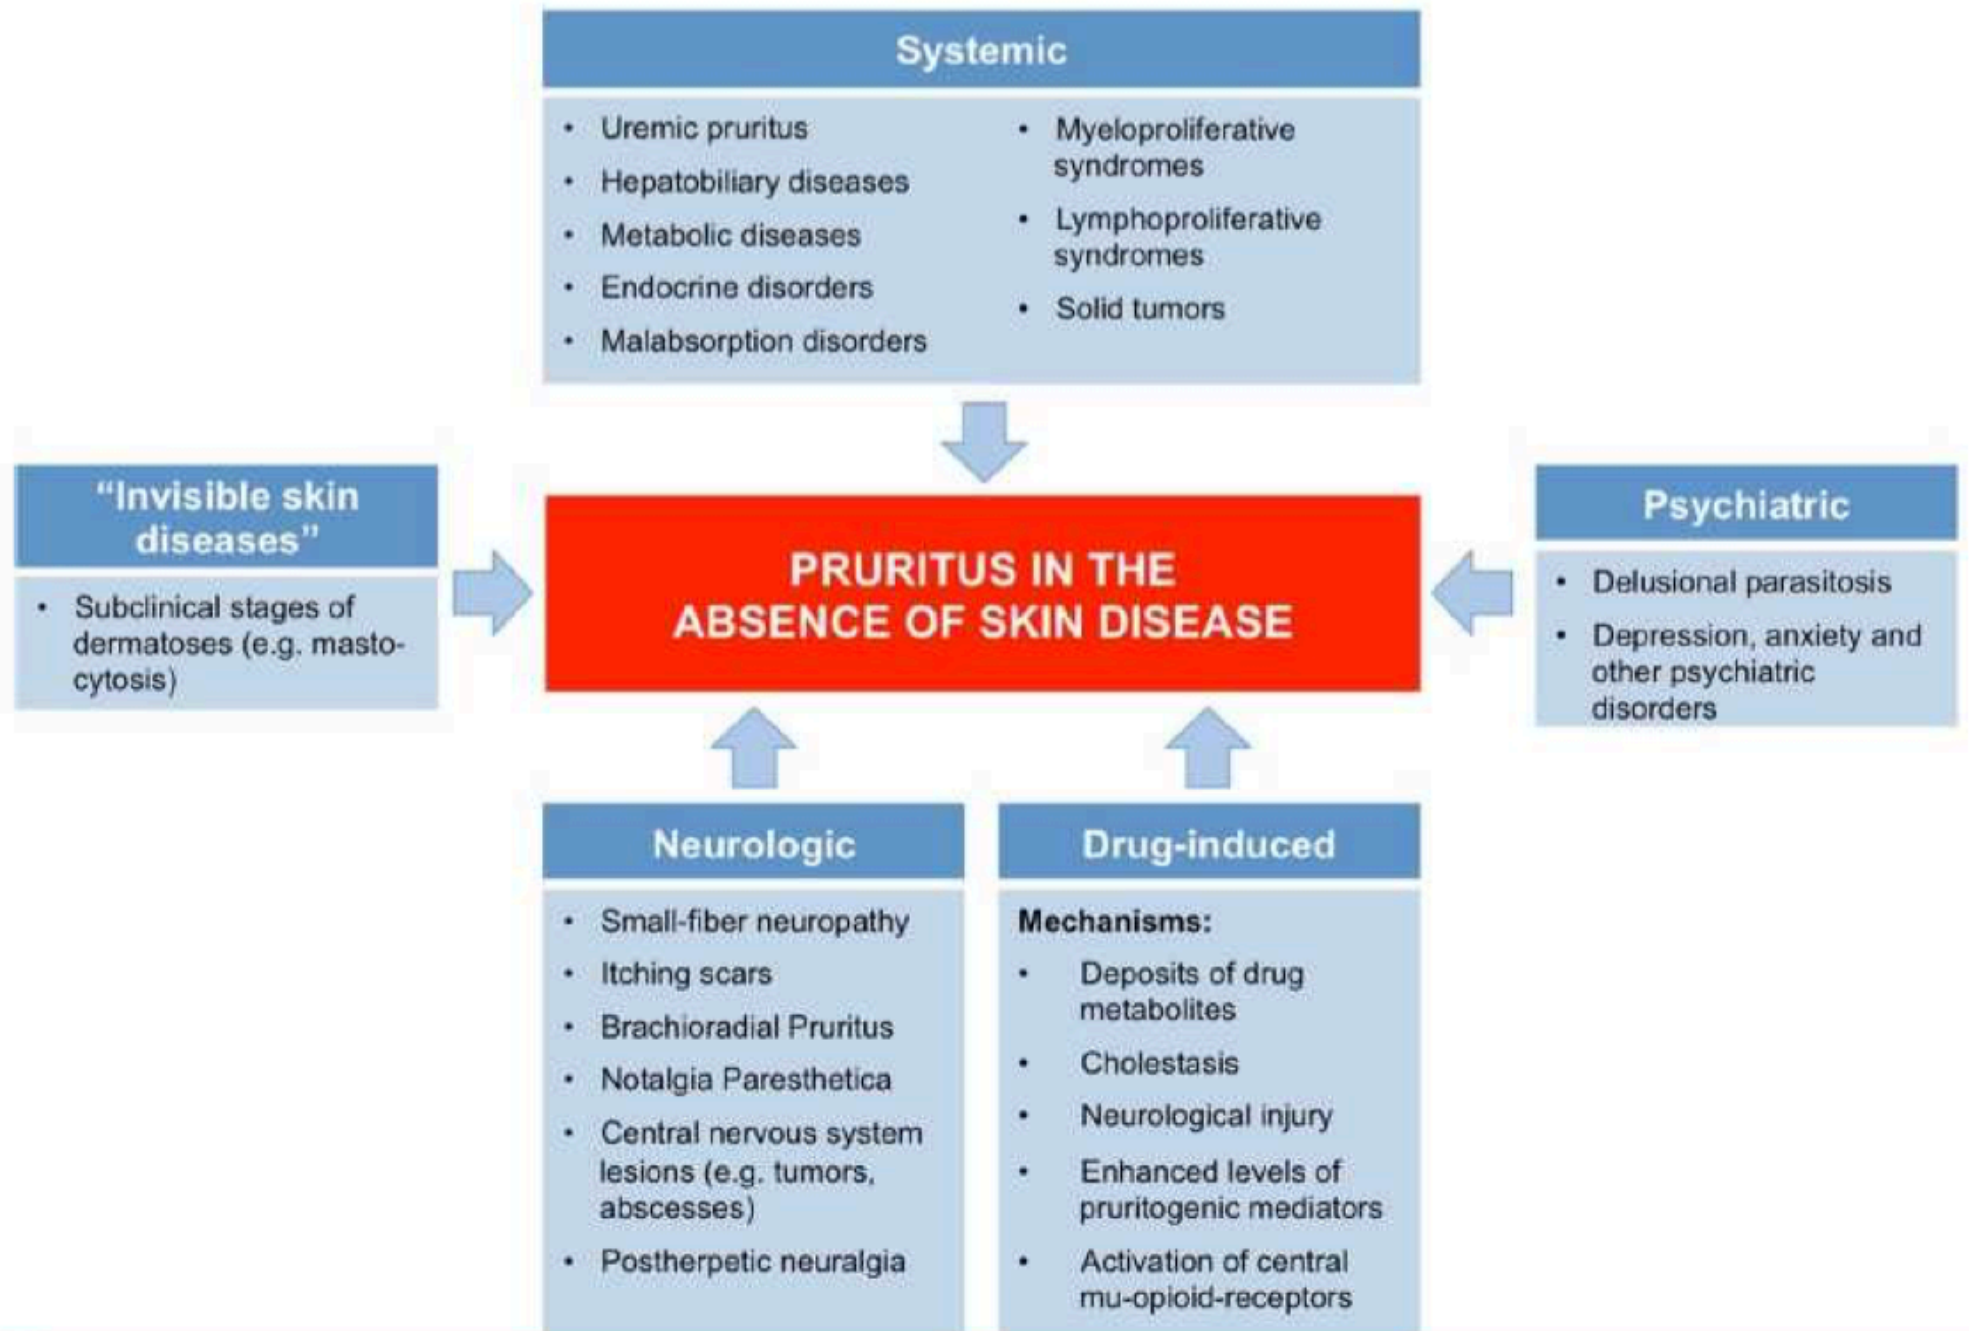 Systemic
• Uremic pruritus
• Hepatobiliary diseases
• Metabolic diseases
• Endocrine disorders
• Malabsorption disorders
• Myeloproliferative
syndromes
• Lymphoproliferative
syndromes
• Solid tumors
“Invisible skin
diseases”
• Subclinical stages of
dermatoses (e.g. masto-
cytosis)
PRURITUS IN THE
ABSENCE OF SKIN DISEASE
Psychiatric
• Delusional parasitosis
• Depression, anxiety and
other psychiatric
disorders
Neurologic
• Small-fiber neuropathy
• Itching scars
• Brachioradial Pruritus
• Notalgia Paresthetica
• Central nervous system
lesions (e.g. tumors,
abscesses)
• Postherpetic neuralgia
Drug-induced
Mechanisms:
• Deposits of drug
metabolites
• Cholestasis
• Neurological injury
• Enhanced levels of
pruritogenic mediators
• Activation of central
mu-opioid-receptors